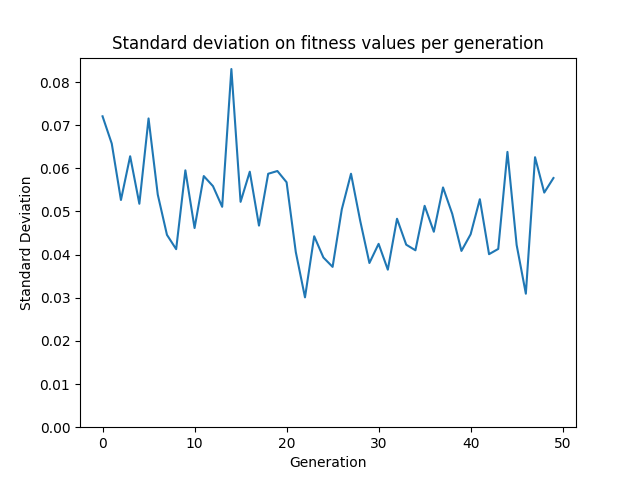 Standard deviation on fitness values per generation
0.08
0.07
0.06
0.05
0.04
0.03
0.02
0.01
0.00
Standard Deviation
0 10 20 30 40 50
Generation